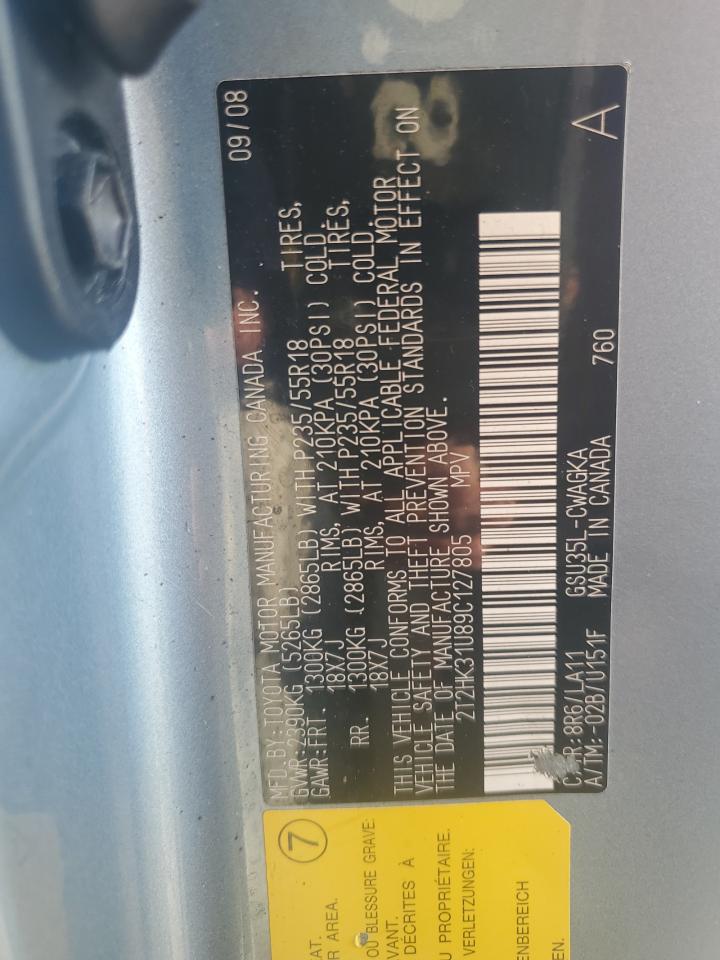 MFD.BY:TOYOTA MOTOR MANUFACTURING CANADA INC. 09/08
GVWR:2390KG (5265LB)
GAWR:FRT. 1300KG (2865LB) WITH P235/55R18 TIRES,
18X7J RIMS, AT 210KPA (30PSI) COLD.
RR. 1300KG (2865LB) WITH P235/55R18 TIRES,
18X7J RIMS, AT 210KPA (30PSI) COLD.
THIS VEHICLE CONFORMS TO ALL APPLICABLE FEDERAL MOTOR
VEHICLE SAFETY AND THEFT PREVENTION STANDARDS IN EFFECT ON
THE DATE OF MANUFACTURE SHOWN ABOVE.
2T2HK31U89C127805 MPV
C/TR:8R6/LA11 GSU35L-CWAGKA
A/TM:-02B/U151F MADE IN CANADA 760 A
7
AT.
R AREA.
OU BLESSURE GRAVE:
VANT.
DÉCRITES À
U PROPRIÉTAIRE.
VERLETZUNGEN:
ENBEREICH
EN.